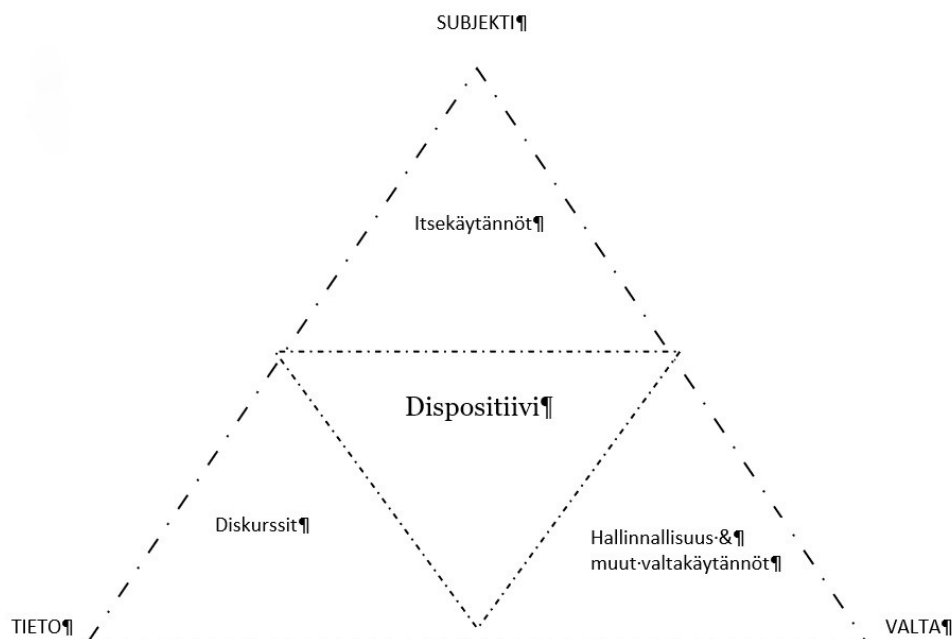 SUBJEKTI¶
Itsekäytännöt¶
Dispositiivi¶
Diskurssit¶
Hallinnallisuus·&¶
muut·valtakäytännöt¶
TIETO¶
VALTA¶